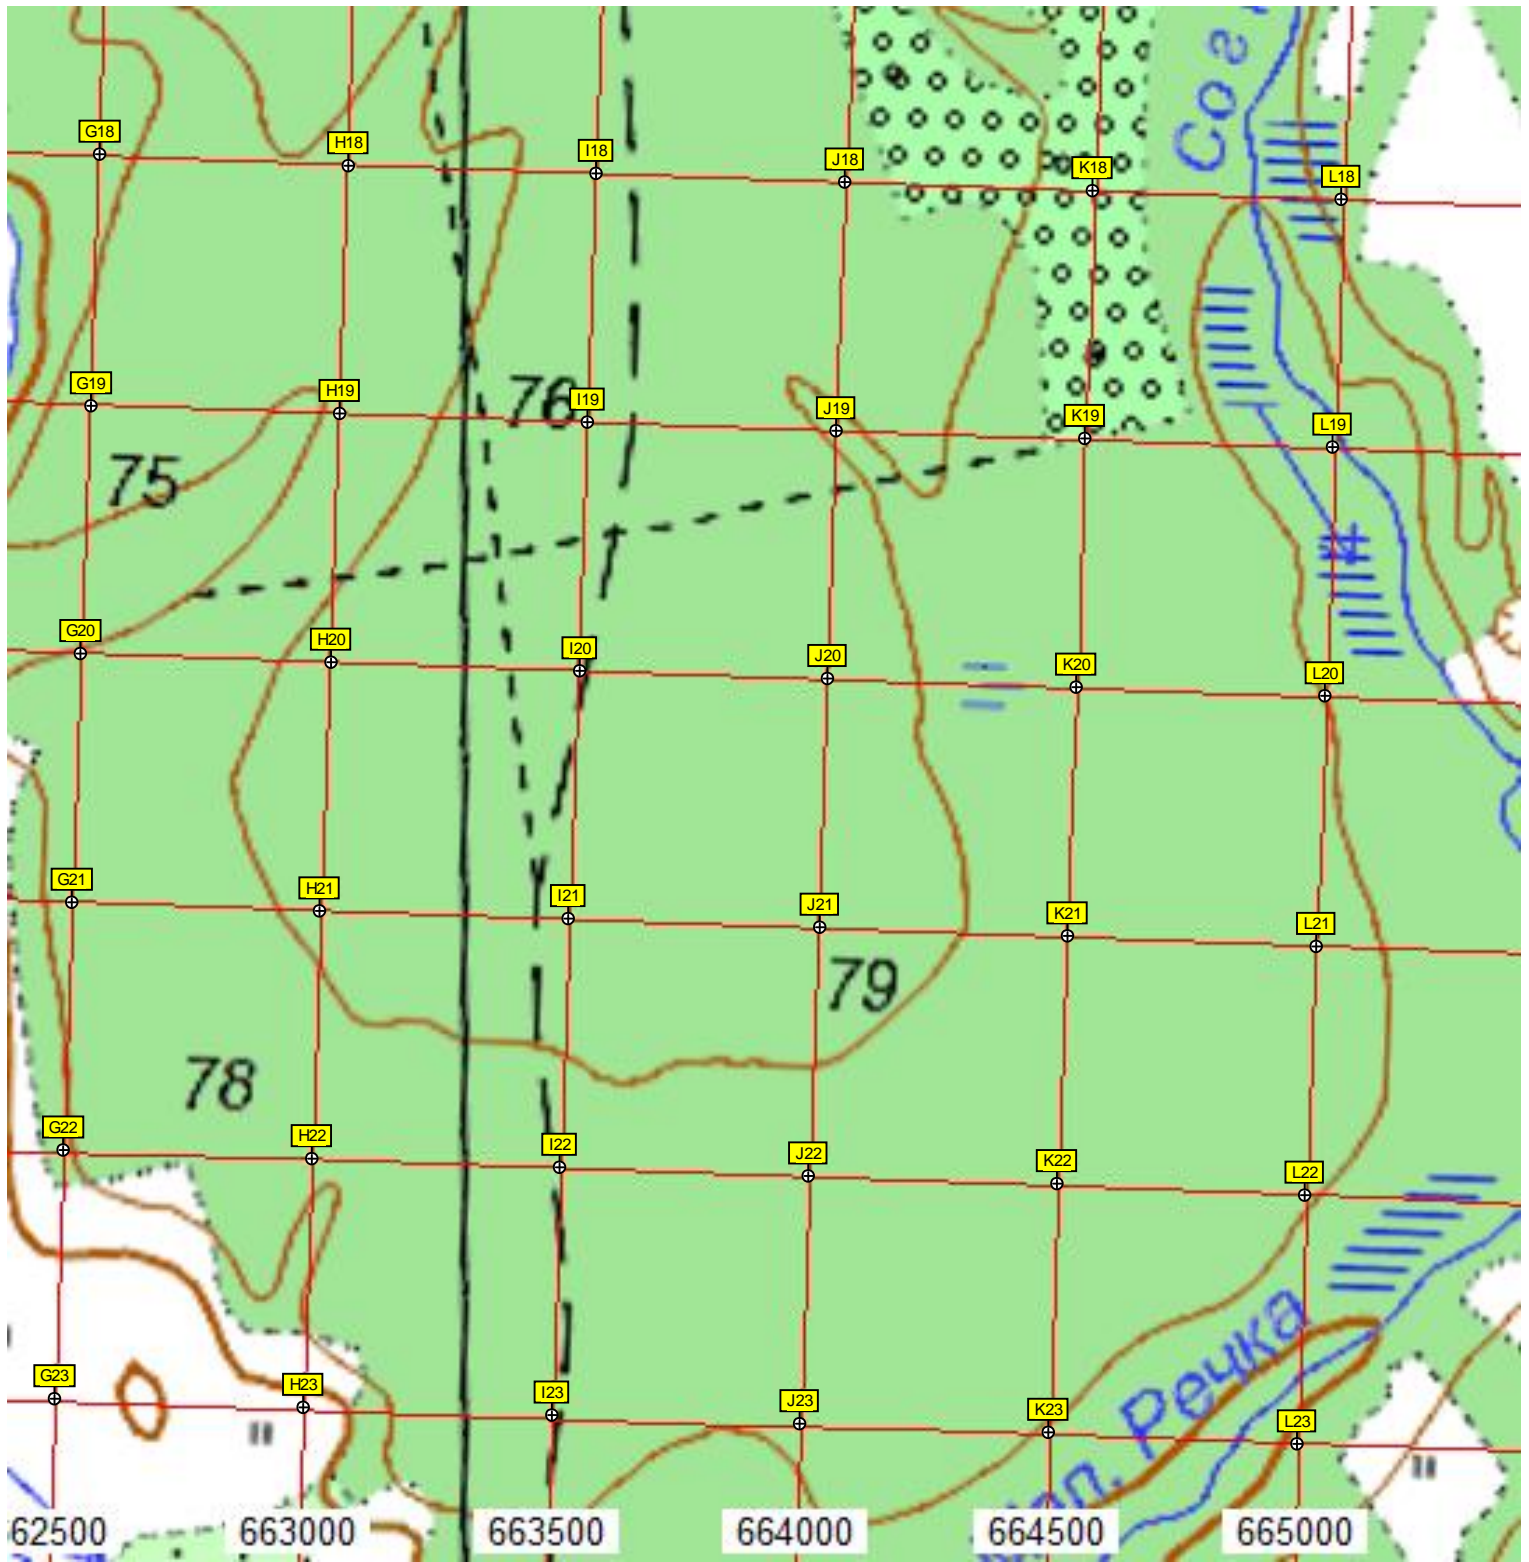 Сог
G18 H18 I18 J18 K18 L18
G19 H19 76 I19 J19 K19 L19
75
4
G20 H20 I20 J20 K20 L20
G21 H21 I21 J21 K21 L21
79
78
G22 H22 I22 J22 K22 L22
G23 H23 I23 J23 K23 L23
Речка
62500 663000 663500 664000 664500 665000